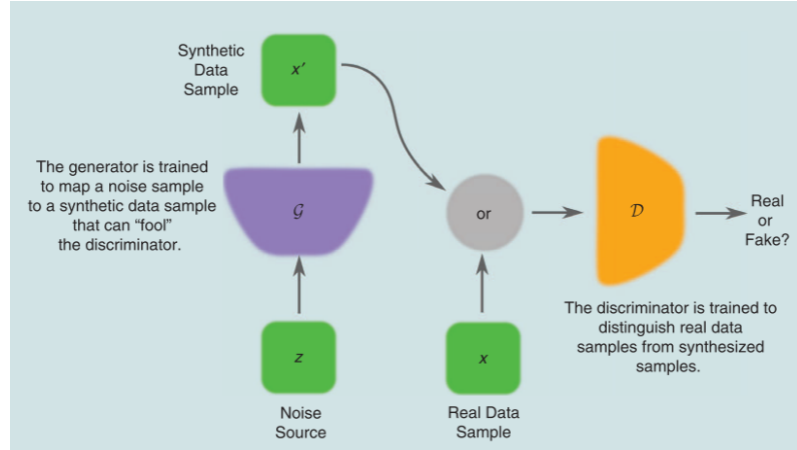 Synthetic
Data
Sample
x′
The generator is trained
to map a noise sample
to a synthetic data sample
that can “fool”
the discriminator.
𝒢
or
𝒟
Real
or
Fake?
The discriminator is trained to
distinguish real data
samples from synthesized
samples.
z
x
Noise
Source
Real Data
Sample